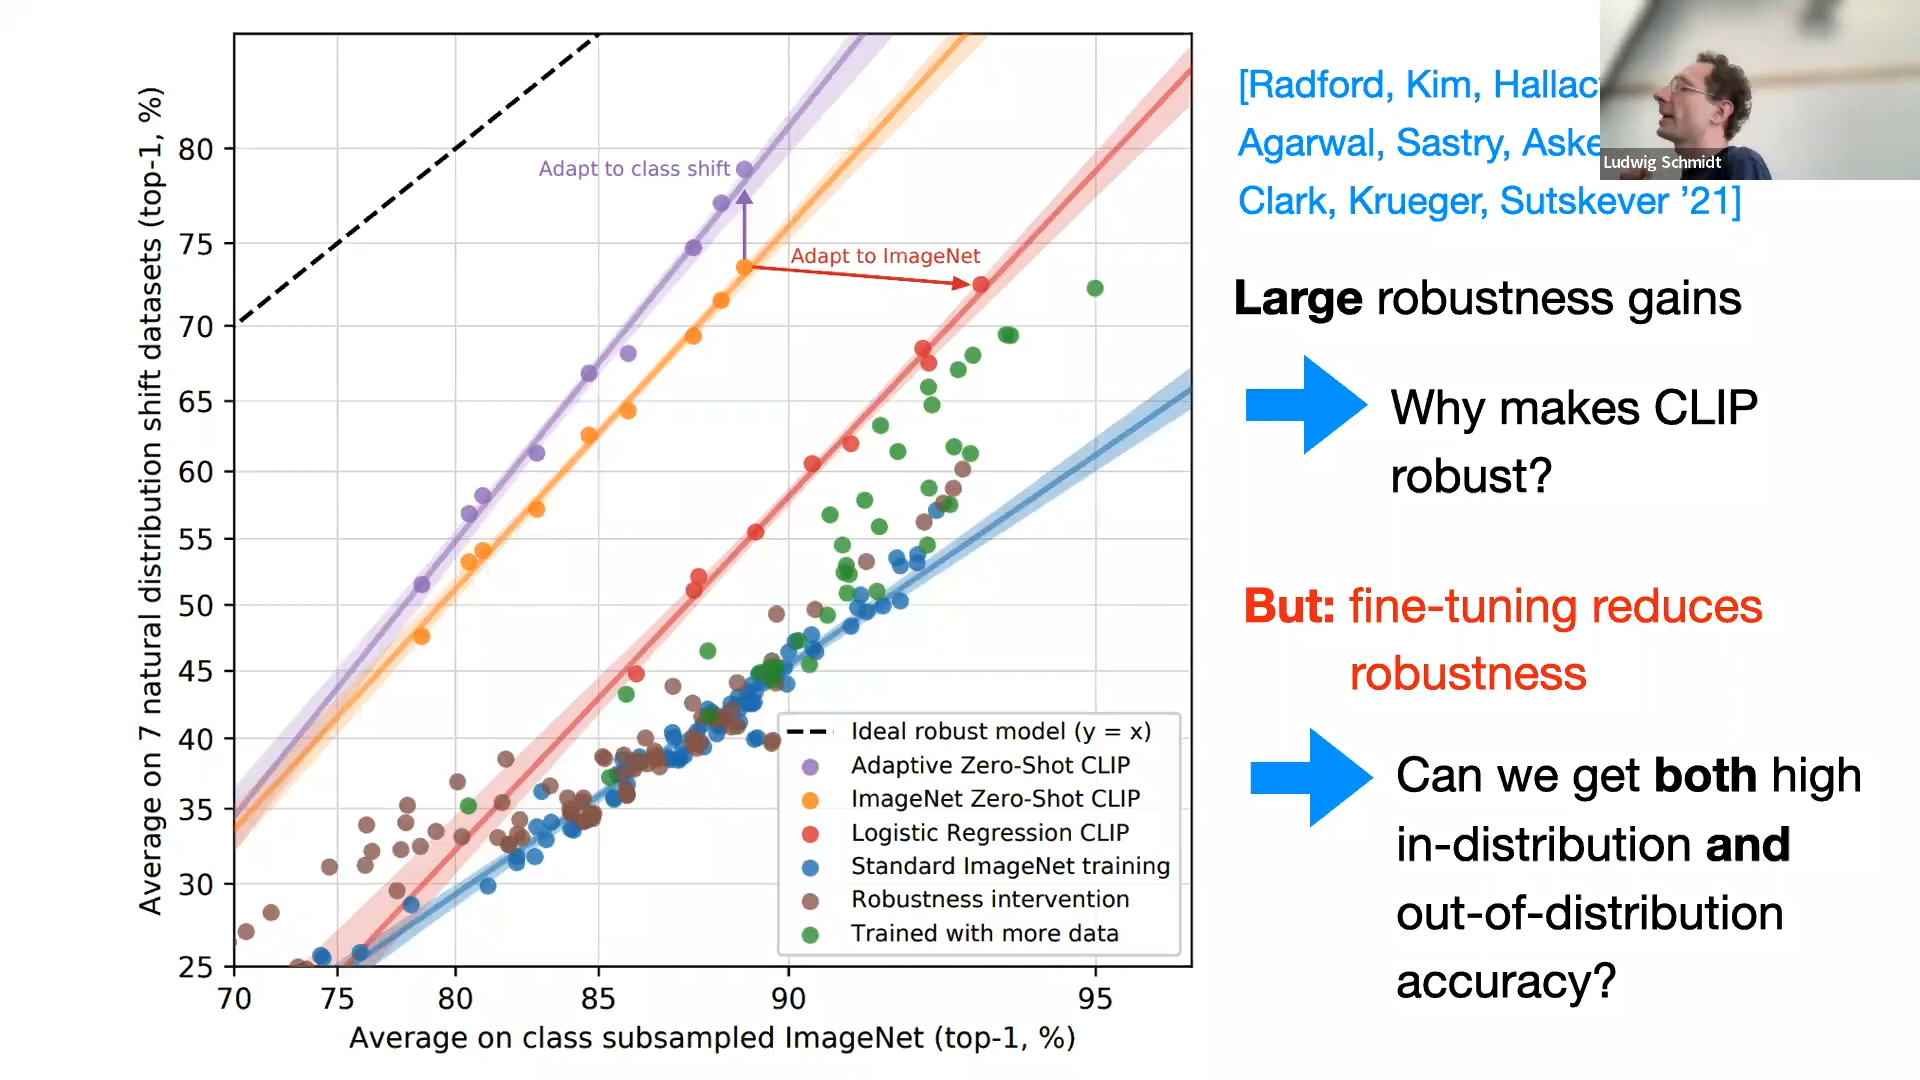 Average on 7 natural distribution shift datasets (top-1, %)
80
75
70
65
60
55
50
45
40
35
30
25
70 75 80 85 90 95
Average on class subsampled ImageNet (top-1, %)
Adapt to class shift
Adapt to ImageNet
Ideal robust model (y = x)
Adaptive Zero-Shot CLIP
ImageNet Zero-Shot CLIP
Logistic Regression CLIP
Standard ImageNet training
Robustness intervention
Trained with more data
[Radford, Kim,
Agarwal, Sastry,
Clark, Krueger, Sutskever ’21]
Ludwig Schmidt
Large robustness gains
Why makes CLIP
robust?
But: fine-tuning reduces
robustness
Can we get both high
in-distribution and
out-of-distribution
accuracy?